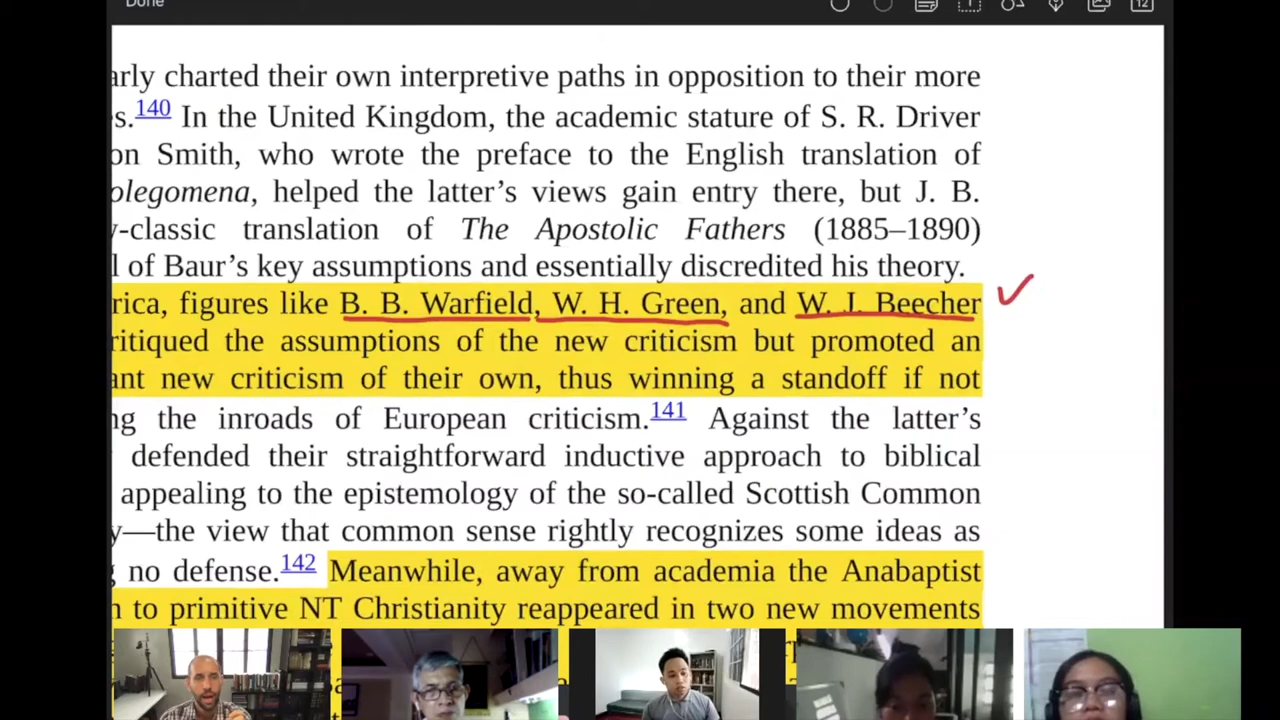 Done
12
arly charted their own interpretive paths in opposition to their more
s.140 In the United Kingdom, the academic stature of S. R. Driver
on Smith, who wrote the preface to the English translation of
olegomena, helped the latter's views gain entry there, but J. B.
-classic translation of The Apostolic Fathers (1885–1890)
l of Baur's key assumptions and essentially discredited his theory.
rica, figures like B. B. Warfield, W. H. Green, and W. J. Beecher
ritiqued the assumptions of the new criticism but promoted an
ant new criticism of their own, thus winning a standoff if not
ng the inroads of European criticism.141 Against the latter's
defended their straightforward inductive approach to biblical
appealing to the epistemology of the so-called Scottish Common
y—the view that common sense rightly recognizes some ideas as
g no defense.142 Meanwhile, away from academia the Anabaptist
n to primitive NT Christianity reappeared in two new movements